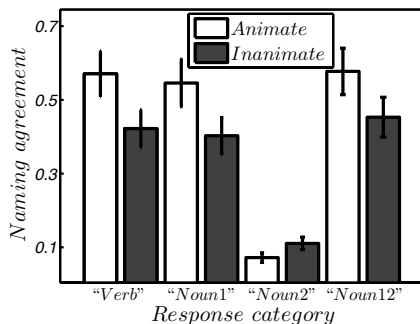 0.7
Animate
Inanimate
0.5
0.3
0.1
Naming agreement
“Verb” “Noun1” “Noun2” “Noun12”
Response category